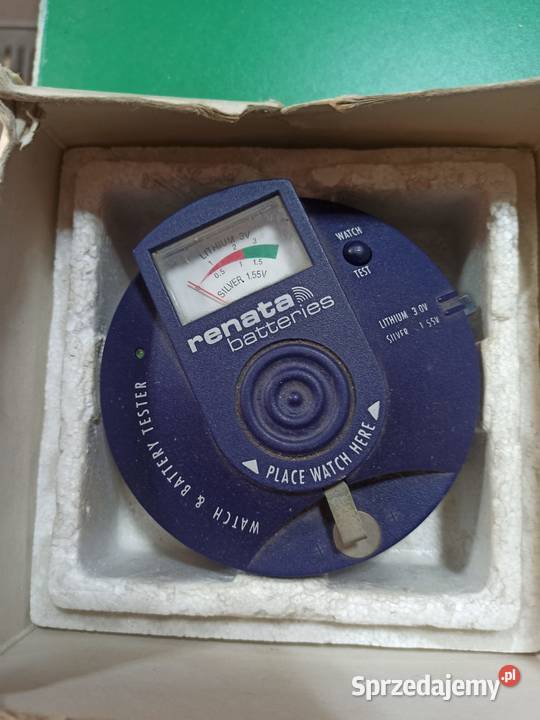 LITHIUM 3V
1 2 3
0.5 1 1.5
SILVER 1.55V
renata
batteries
WATCH
TEST
LITHIUM 3.0V
SILVER 1.55V
PLACE WATCH HERE
WATCH & BATTERY TESTER
Sprzedajemy.pl